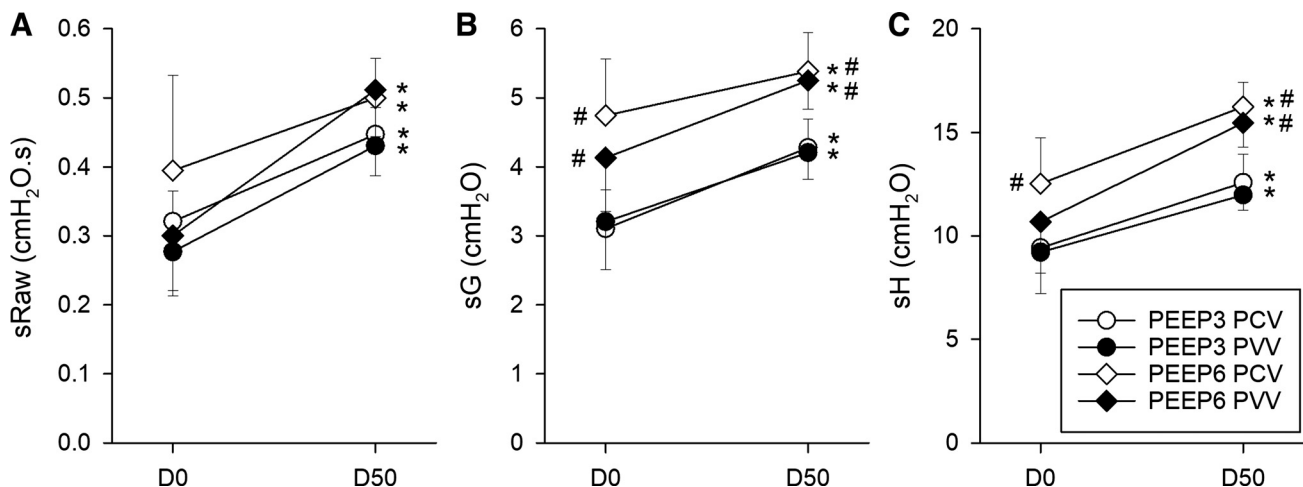 A
sRaw (cmH₂O.s)
0.6
0.5
0.4
0.3
0.2
0.1
0.0
D0
D50
*
*
*
*
B
sG (cmH₂O)
6
5
4
3
2
1
0
D0
D50
#
#
* #
* #
*
*
C
sH (cmH₂O)
20
15
10
5
0
D0
D50
#
* #
* #
*
*
PEEP3 PCV
PEEP3 PVV
PEEP6 PCV
PEEP6 PVV